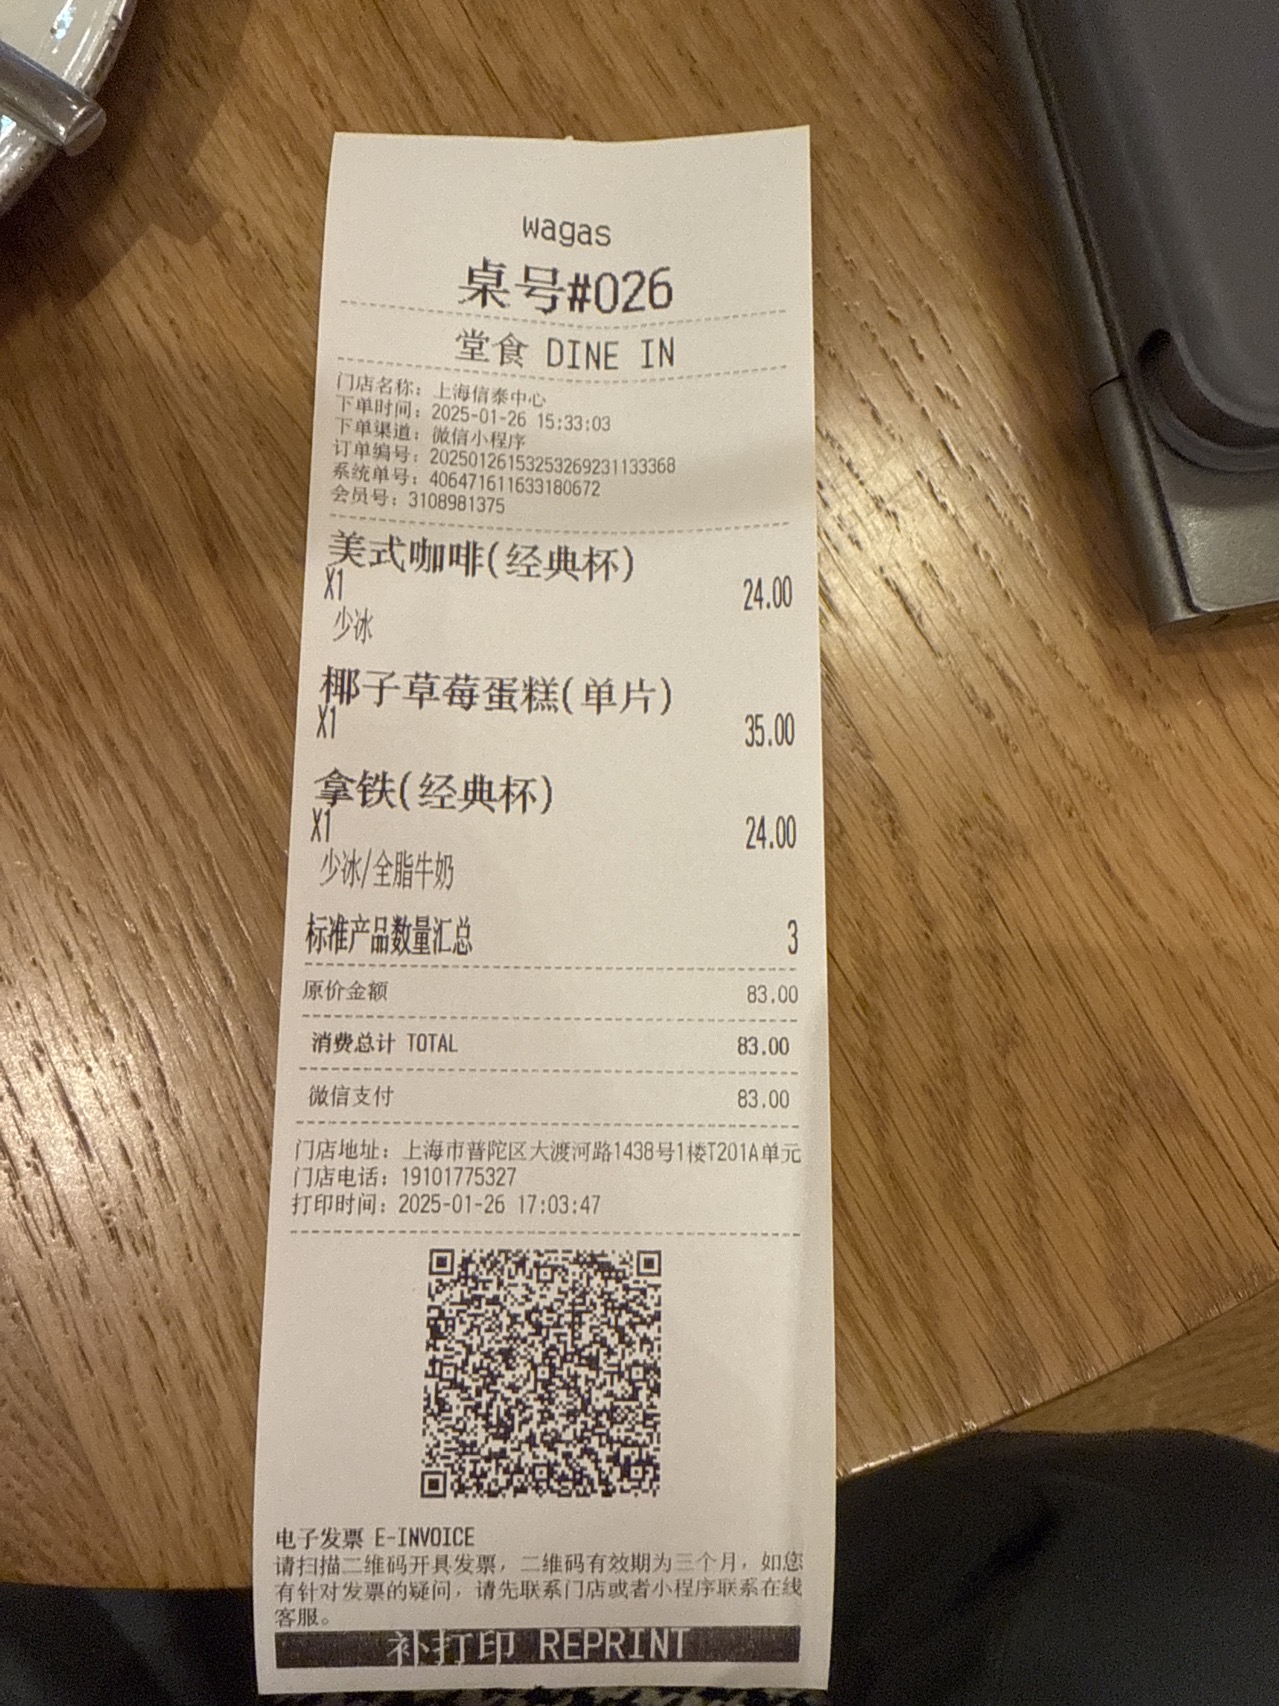 wagas
桌号#026
堂食 DINE IN
门店名称：上海信泰中心
下单时间：2025-01-26 15:33:03
下单渠道：微信小程序
订单编号：20250126153253269231133368
系统单号：406471611633180672
会员号：3108981375
美式咖啡(经典杯)
X1 24.00
少冰
椰子草莓蛋糕(单片)
X1 35.00
拿铁(经典杯)
X1 24.00
少冰/全脂牛奶
标准产品数量汇总 3
原价金额 83.00
消费总计 TOTAL 83.00
微信支付 83.00
门店地址：上海市普陀区大渡河路1438号1楼T201A单元
门店电话：19101775327
打印时间：2025-01-26 17:03:47
电子发票 E-INVOICE
请扫描二维码开具发票，二维码有效期为三个月，如您
有针对发票的疑问，请先联系门店或者小程序联系在线
客服。
补打印 REPRINT